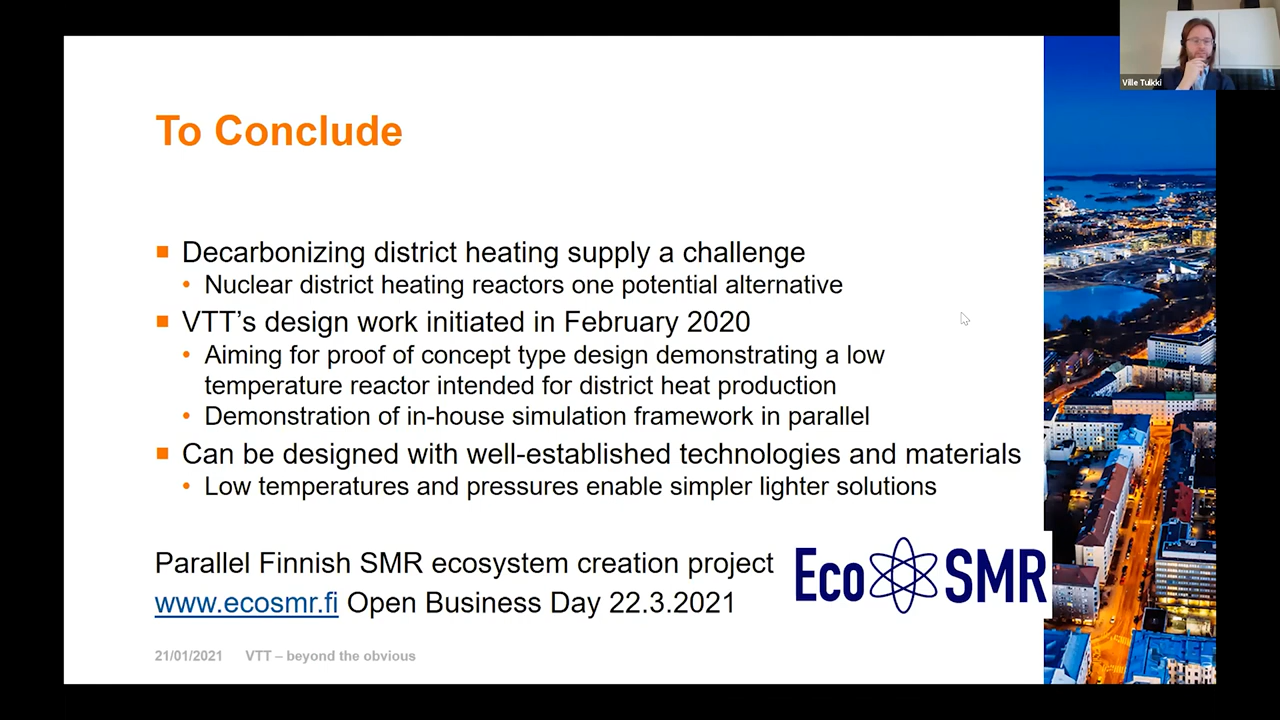 Ville Tulkki
To Conclude
Decarbonizing district heating supply a challenge
Nuclear district heating reactors one potential alternative
VTT's design work initiated in February 2020
Aiming for proof of concept type design demonstrating a low
temperature reactor intended for district heat production
Demonstration of in-house simulation framework in parallel
Can be designed with well-established technologies and materials
Low temperatures and pressures enable simpler lighter solutions
Parallel Finnish SMR ecosystem creation project
www.ecosmr.fi Open Business Day 22.3.2021
Eco SMR
21/01/2021 VTT – beyond the obvious